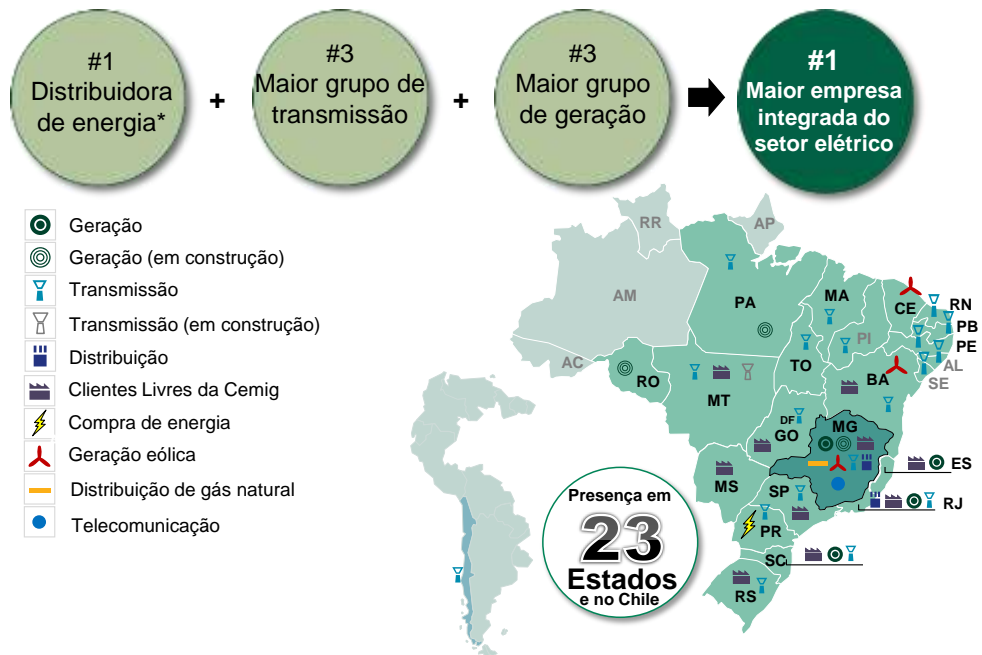 #1
Distribuidora
de energia*
+
#3
Maior grupo de
transmissão
+
#3
Maior grupo
de geração
#1
Maior empresa
integrada do
setor elétrico
Geração
Geração (em construção)
Transmissão
Transmissão (em construção)
Distribuição
Clientes Livres da Cemig
Compra de energia
Geração eólica
Distribuição de gás natural
Telecomunicação
RR
AP
AM
PA
MA
CE
RN
PB
PI
PE
AL
SE
AC
RO
MT
TO
BA
DF
GO
MG
ES
MS
SP
RJ
PR
SC
RS
Presença em
23
Estados
e no Chile